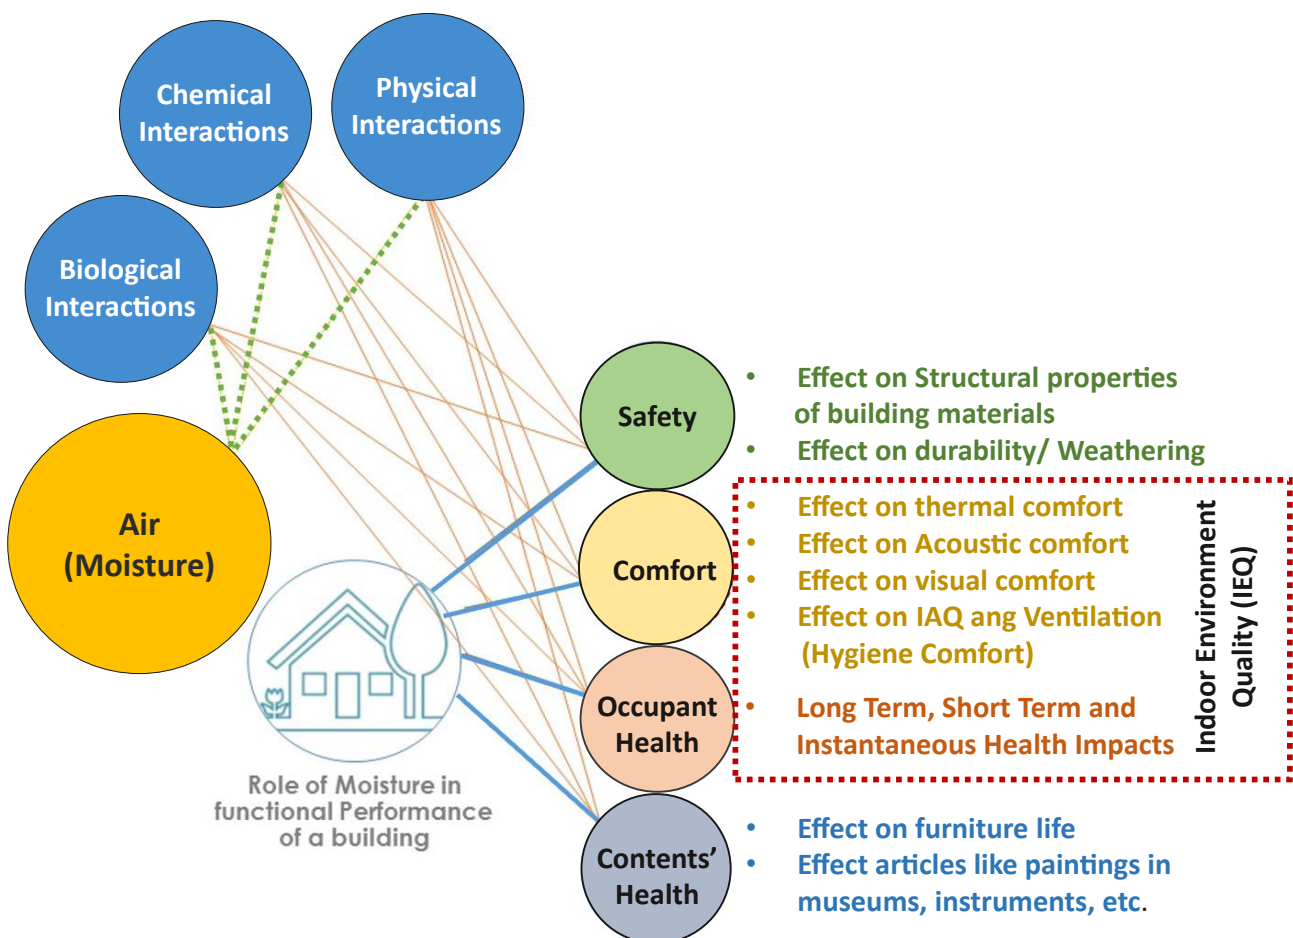 Chemical
Interactions
Physical
Interactions
Biological
Interactions
Air
(Moisture)
Role of Moisture in
functional Performance
of a building
Safety
• Effect on Structural properties
of building materials
• Effect on durability/ Weathering
Comfort
• Effect on thermal comfort
• Effect on Acoustic comfort
• Effect on visual comfort
• Effect on IAQ ang Ventilation
(Hygiene Comfort)
Occupant
Health
• Long Term, Short Term and
Instantaneous Health Impacts
Indoor Environment
Quality (IEQ)
Contents’
Health
• Effect on furniture life
• Effect articles like paintings in
museums, instruments, etc.